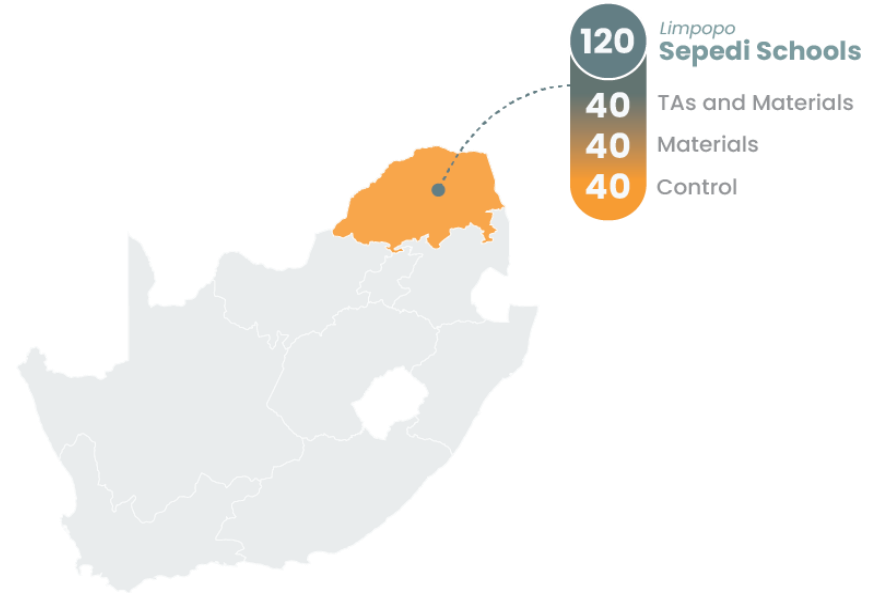 120
Limpopo
Sepedi Schools
40 TAs and Materials
40 Materials
40 Control